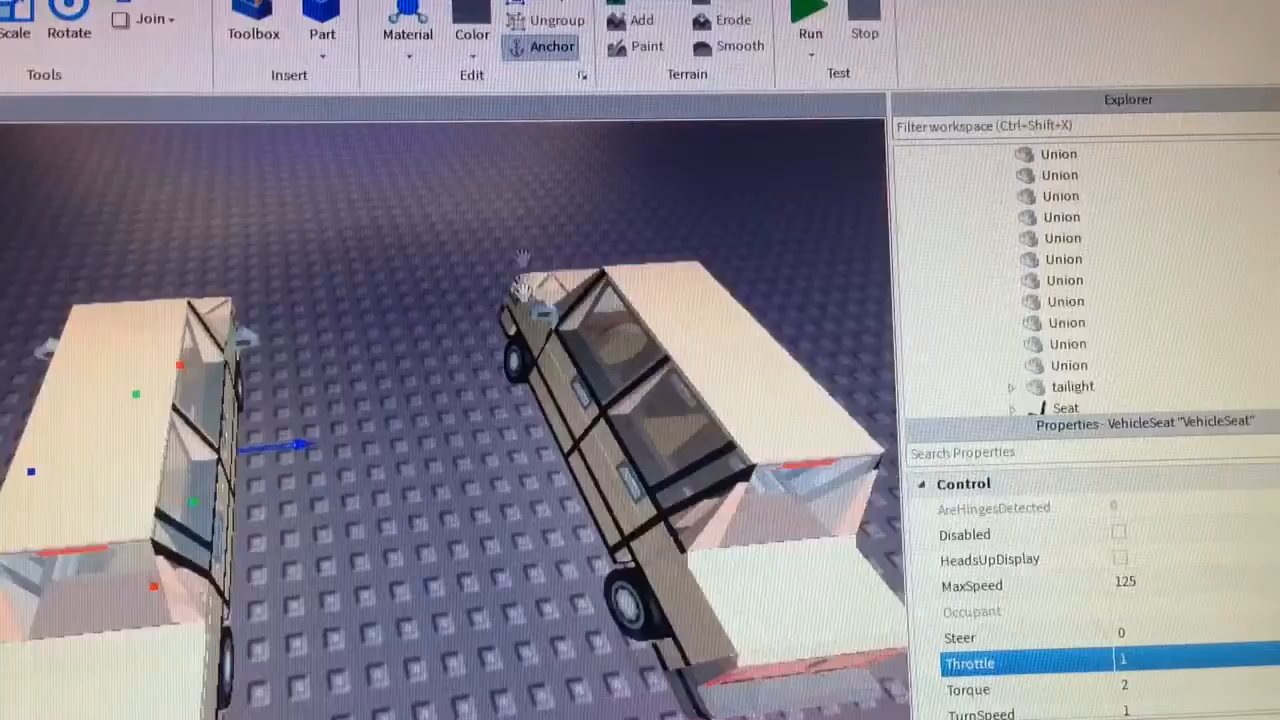 Scale
Rotate
Join
Tools
Toolbox
Part
Insert
Material
Color
Ungroup
Anchor
Edit
Add
Paint
Erode
Smooth
Terrain
Run
Stop
Test
Explorer
Filter workspace (Ctrl+Shift+X)
Union
Union
Union
Union
Union
Union
Union
Union
Union
Union
Union
tailight
Seat
Properties - VehicleSeat "VehicleSeat"
Search Properties
Control
AreHingesDetected 0
Disabled
HeadsUpDisplay
MaxSpeed 125
Occupant
Steer 0
Throttle 1
Torque 2
TurnSpeed 1